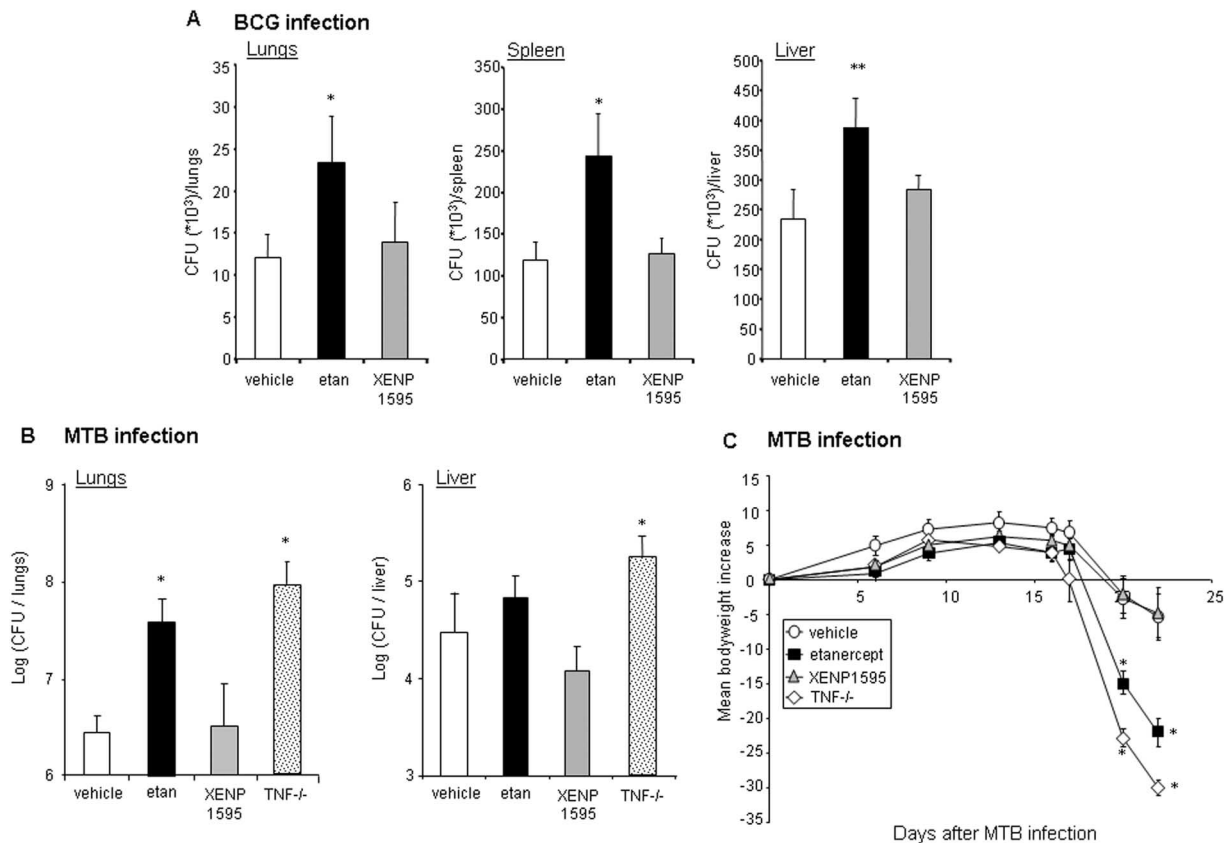 A BCG infection
Lungs
CFU (*10³)/lungs
40
35
30
25
20
15
10
5
0
*
vehicle
etan
XENP
1595
Spleen
CFU (*10³)/spleen
350
300
250
200
150
100
50
0
*
vehicle
etan
XENP
1595
Liver
CFU (*10³)/liver
500
450
400
350
300
250
200
150
100
50
0
**
vehicle
etan
XENP
1595
B MTB infection
Lungs
Log (CFU / lungs)
9
8
7
6
*
*
vehicle
etan
XENP
1595
TNF-/-
Liver
Log (CFU / liver)
6
5
4
3
*
vehicle
etan
XENP
1595
TNF-/-
C MTB infection
Mean bodyweight increase
15
10
5
0
-5
-10
-15
-20
-25
-30
-35
5
10
15
20
25
vehicle
etanercept
XENP1595
TNF-/-
*
*
*
*
Days after MTB infection